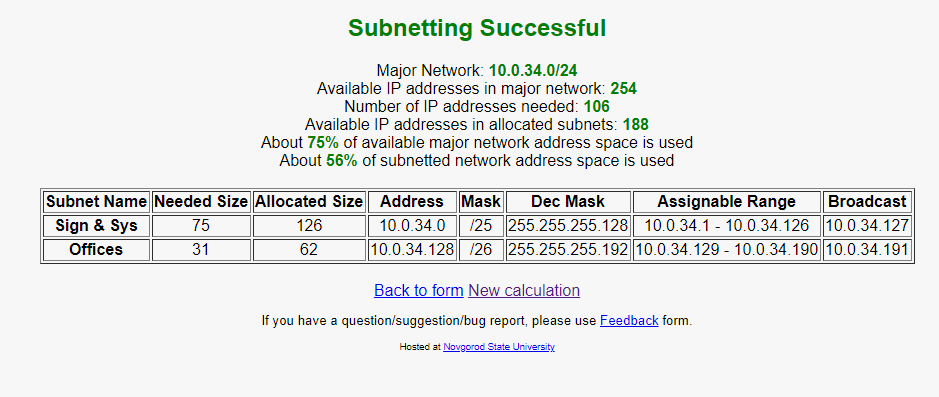 Subnetting Successful
Major Network: 10.0.34.0/24
Available IP addresses in major network: 254
Number of IP addresses needed: 106
Available IP addresses in allocated subnets: 188
About 75% of available major network address space is used
About 56% of subnetted network address space is used
Subnet Name Needed Size Allocated Size Address Mask Dec Mask Assignable Range Broadcast
Sign & Sys 75 126 10.0.34.0 /25 255.255.255.128 10.0.34.1 - 10.0.34.126 10.0.34.127
Offices 31 62 10.0.34.128 /26 255.255.255.192 10.0.34.129 - 10.0.34.190 10.0.34.191
Back to form New calculation
If you have a question/suggestion/bug report, please use Feedback form.
Hosted at Novgorod State University